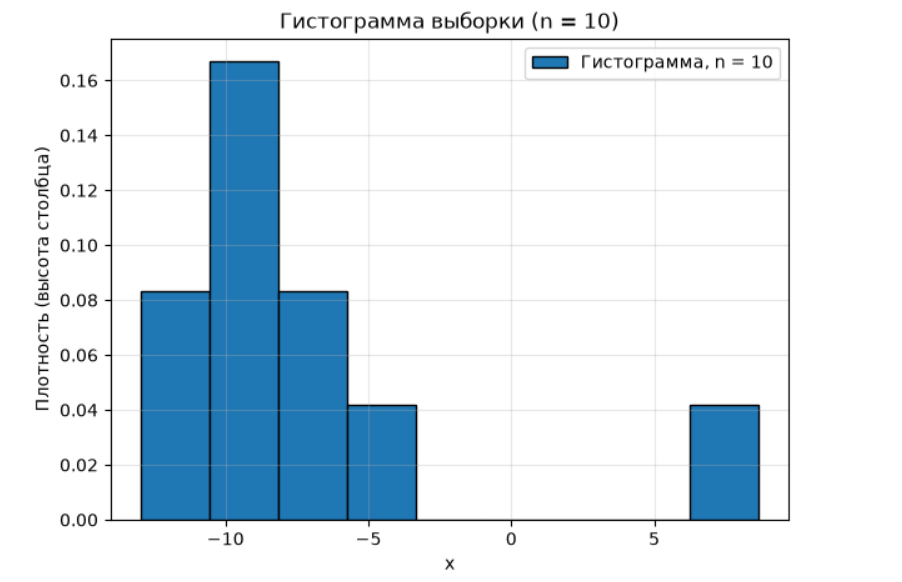 Гистограмма выборки (n = 10)
Гистограмма, n = 10
Плотность (высота столбца)
0.16
0.14
0.12
0.10
0.08
0.06
0.04
0.02
0.00
−10 −5 0 5
x